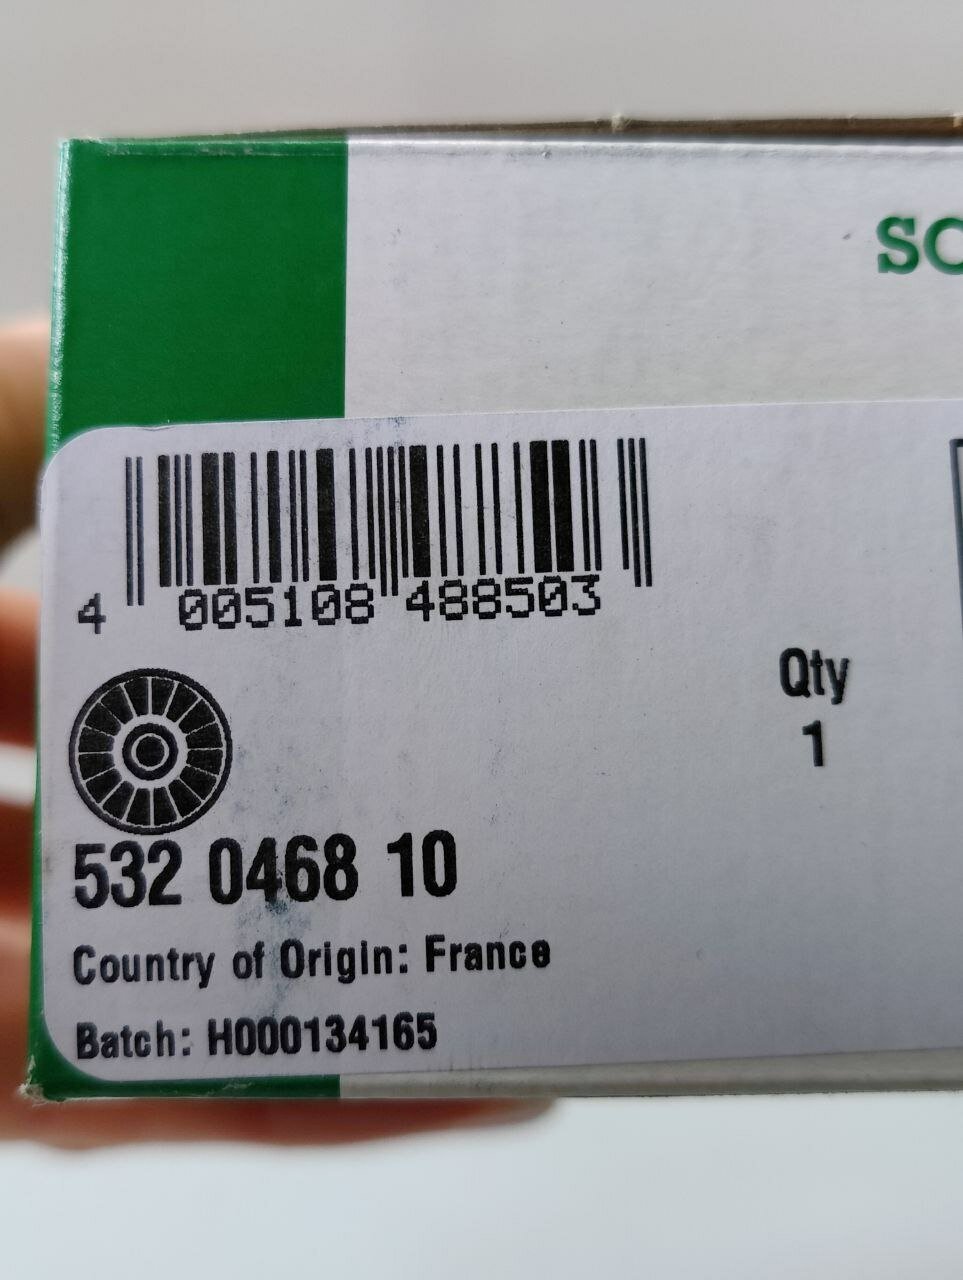 SC
4 005108 488503
Qty
1
532 0468 10
Country of Origin: France
Batch: H000134165